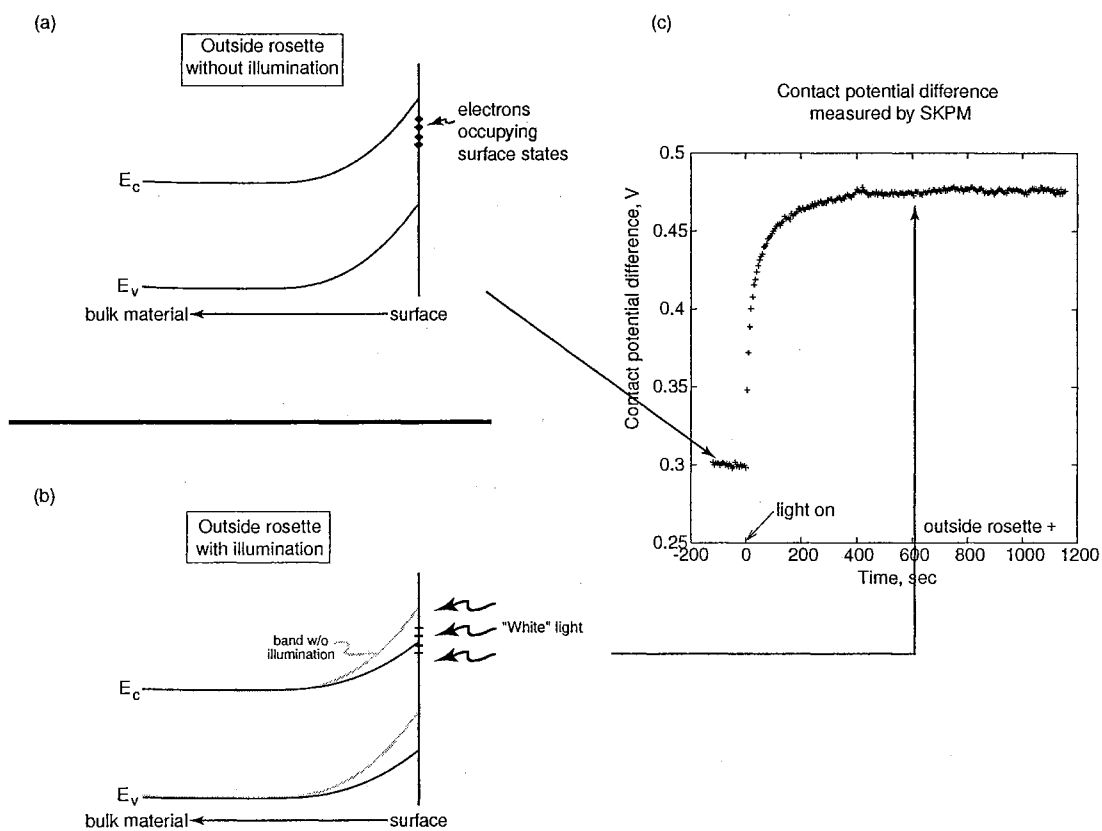 (a)
Outside rosette
without illumination
electrons
occupying
surface states
E_c
E_v
bulk material
surface
(b)
Outside rosette
with illumination
band w/o
illumination
"White" light
E_c
E_v
bulk material
surface
(c)
Contact potential difference
measured by SKPM
Contact potential difference, V
0.5
0.45
0.4
0.35
0.3
0.25
light on
outside rosette +
-200 0 200 400 600 800 1000 1200
Time, sec